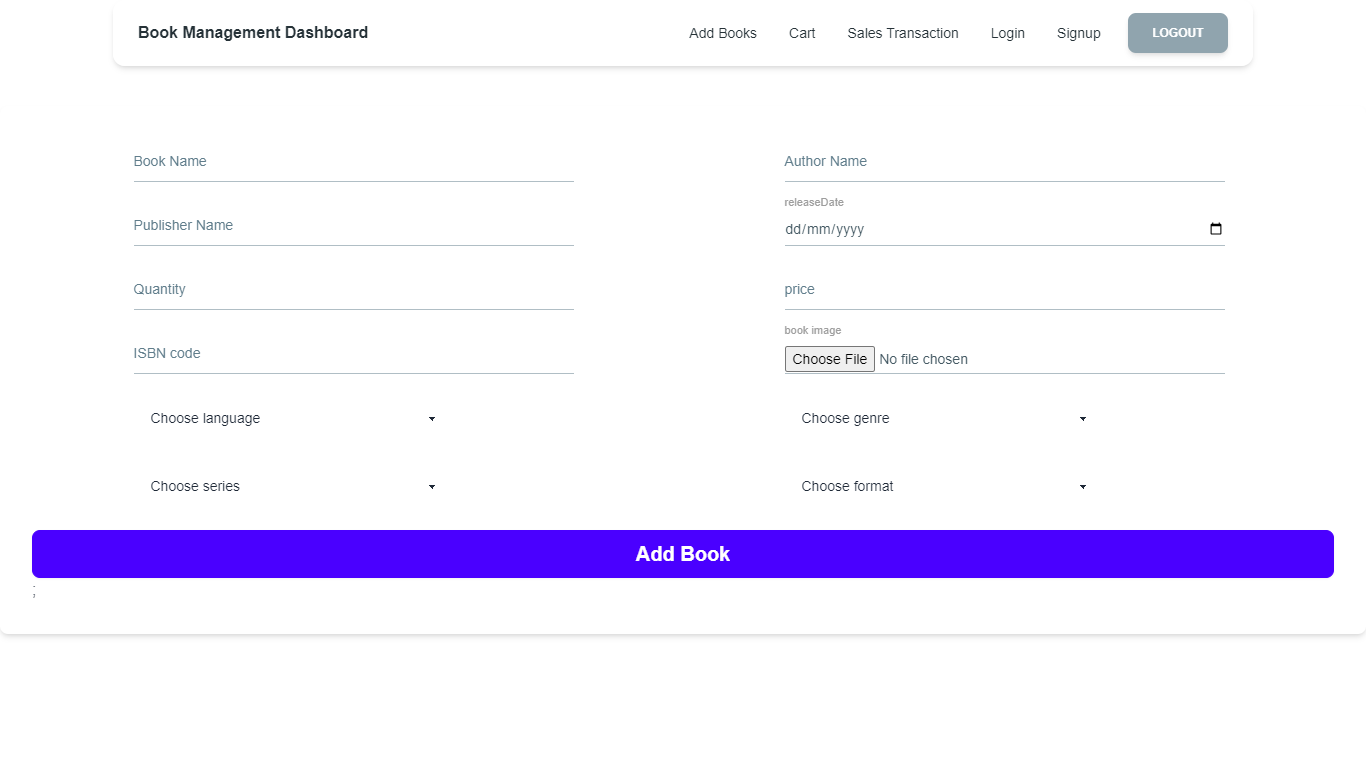 Book Management Dashboard
Add Books Cart Sales Transaction Login Signup LOGOUT
Book Name Author Name
releaseDate
Publisher Name dd/mm/yyyy
Quantity price
book image
ISBN code Choose File No file chosen
Choose language Choose genre
Choose series Choose format
Add Book
;